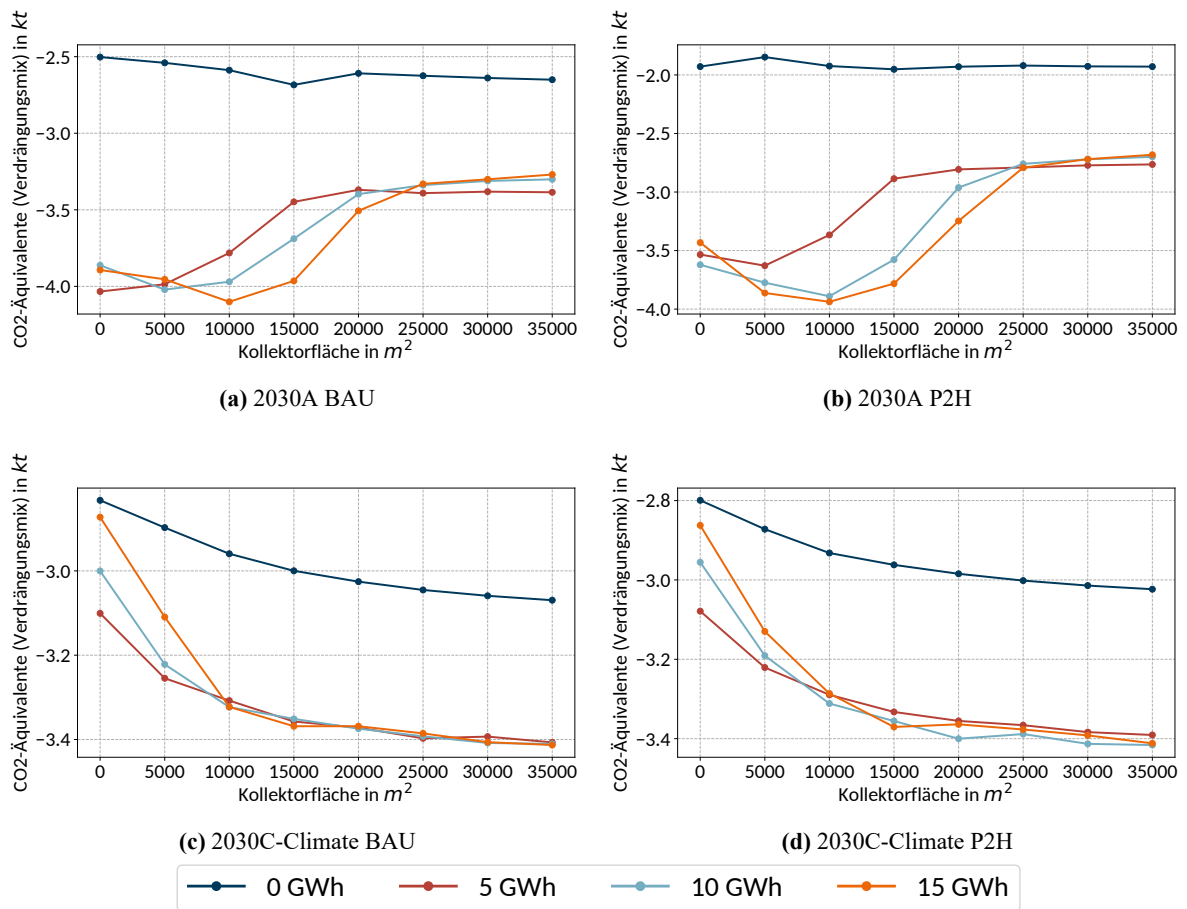 CO2-Äquivalente (Verdrängungsmix) in kt
−2.5
−3.0
−3.5
−4.0
0 5000 10000 15000 20000 25000 30000 35000
Kollektorfläche in m²
(a) 2030A BAU
CO2-Äquivalente (Verdrängungsmix) in kt
−2.0
−2.5
−3.0
−3.5
−4.0
0 5000 10000 15000 20000 25000 30000 35000
Kollektorfläche in m²
(b) 2030A P2H
CO2-Äquivalente (Verdrängungsmix) in kt
−3.0
−3.2
−3.4
0 5000 10000 15000 20000 25000 30000 35000
Kollektorfläche in m²
(c) 2030C-Climate BAU
CO2-Äquivalente (Verdrängungsmix) in kt
−2.8
−3.0
−3.2
−3.4
0 5000 10000 15000 20000 25000 30000 35000
Kollektorfläche in m²
(d) 2030C-Climate P2H
0 GWh 5 GWh 10 GWh 15 GWh